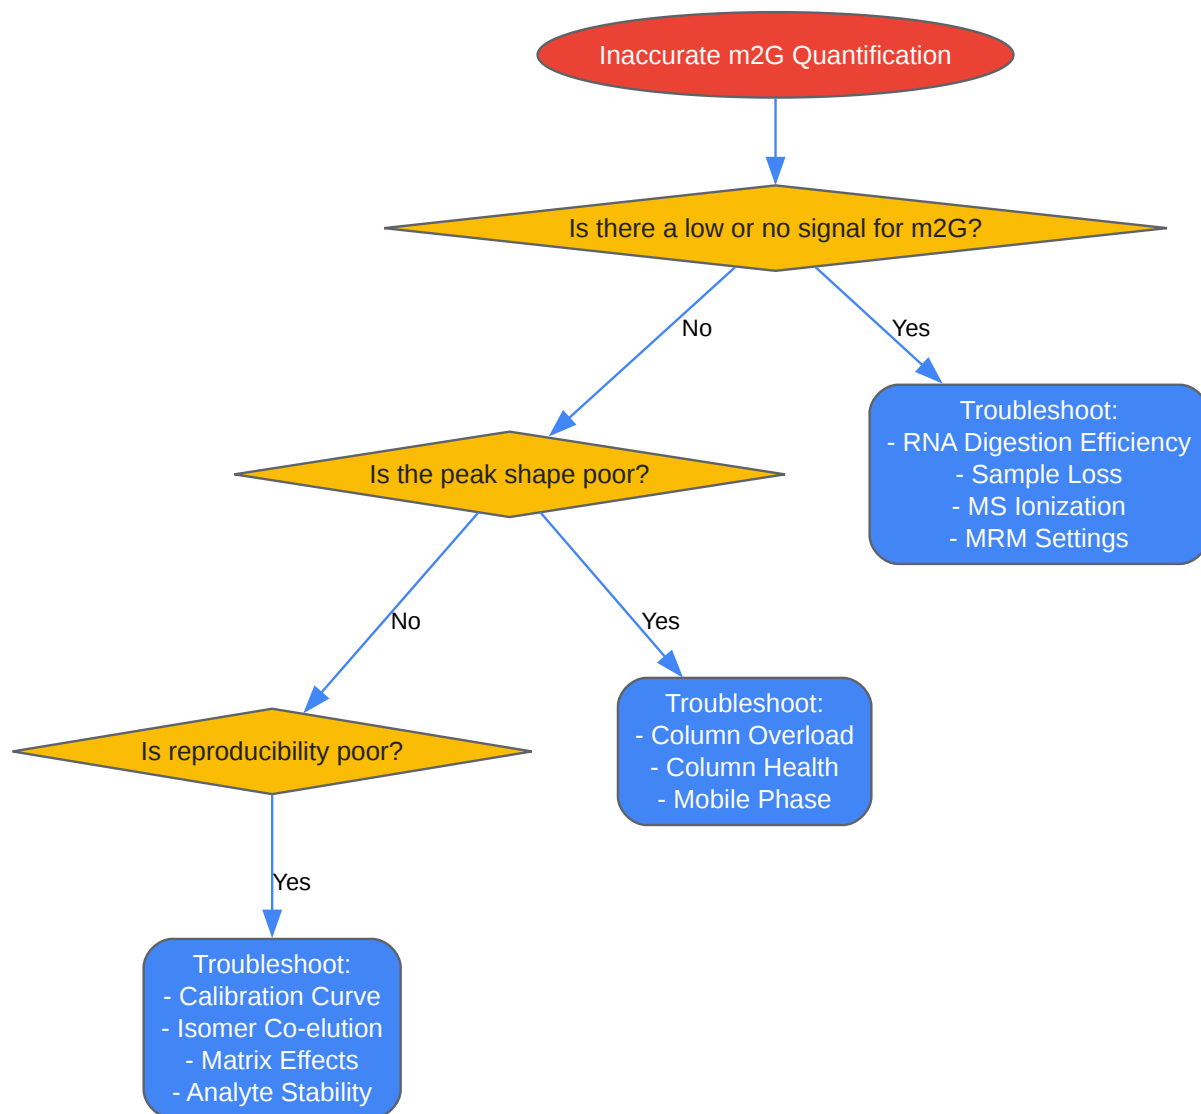 Inaccurate m2G Quantification
Is there a low or no signal for m2G?
No
Yes
Troubleshoot:
- RNA Digestion Efficiency
- Sample Loss
- MS Ionization
- MRM Settings
Is the peak shape poor?
No
Yes
Troubleshoot:
- Column Overload
- Column Health
- Mobile Phase
Is reproducibility poor?
Yes
Troubleshoot:
- Calibration Curve
- Isomer Co-elution
- Matrix Effects
- Analyte Stability